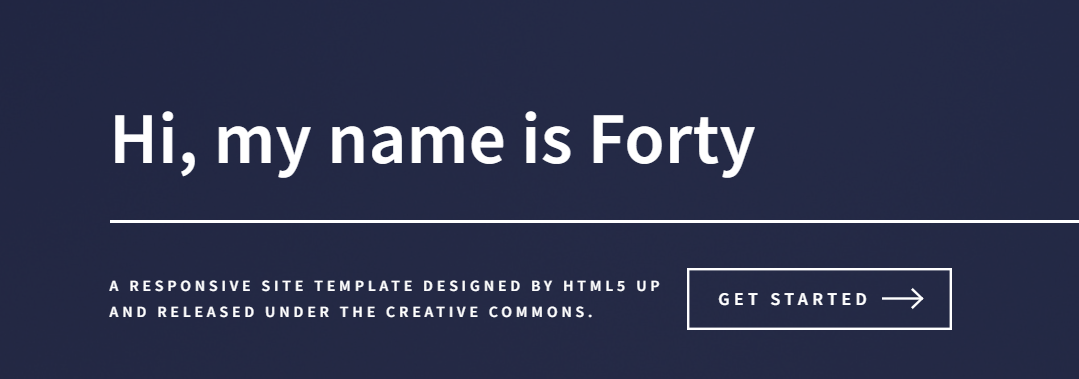 Hi, my name is Forty
A RESPONSIVE SITE TEMPLATE DESIGNED BY HTML5 UP
AND RELEASED UNDER THE CREATIVE COMMONS.
GET STARTED